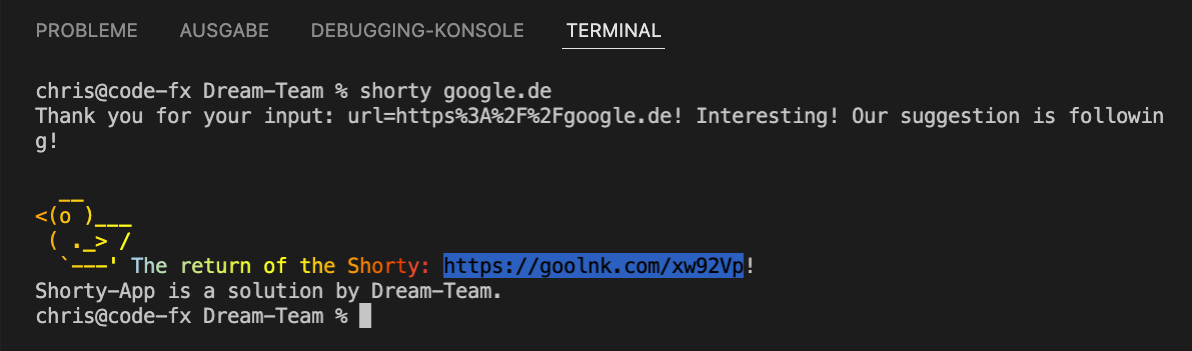 PROBLEME AUSGABE DEBUGGING-KONSOLE TERMINAL
chris@code-fx Dream-Team % shorty google.de
Thank you for your input: url=https%3A%2F%2Fgoogle.de! Interesting! Our suggestion is followin
g!
  __
<(o )___
 ( ._> /
  `---' The return of the Shorty: https://goolnk.com/xw92Vp!
Shorty-App is a solution by Dream-Team.
chris@code-fx Dream-Team %